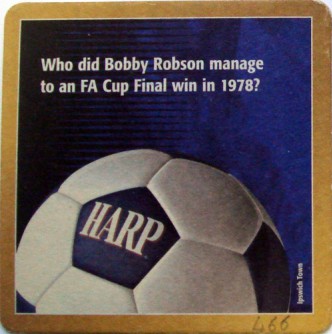 Who did Bobby Robson manage
to an FA Cup Final win in 1978?
HARP
Ipswich Town
466